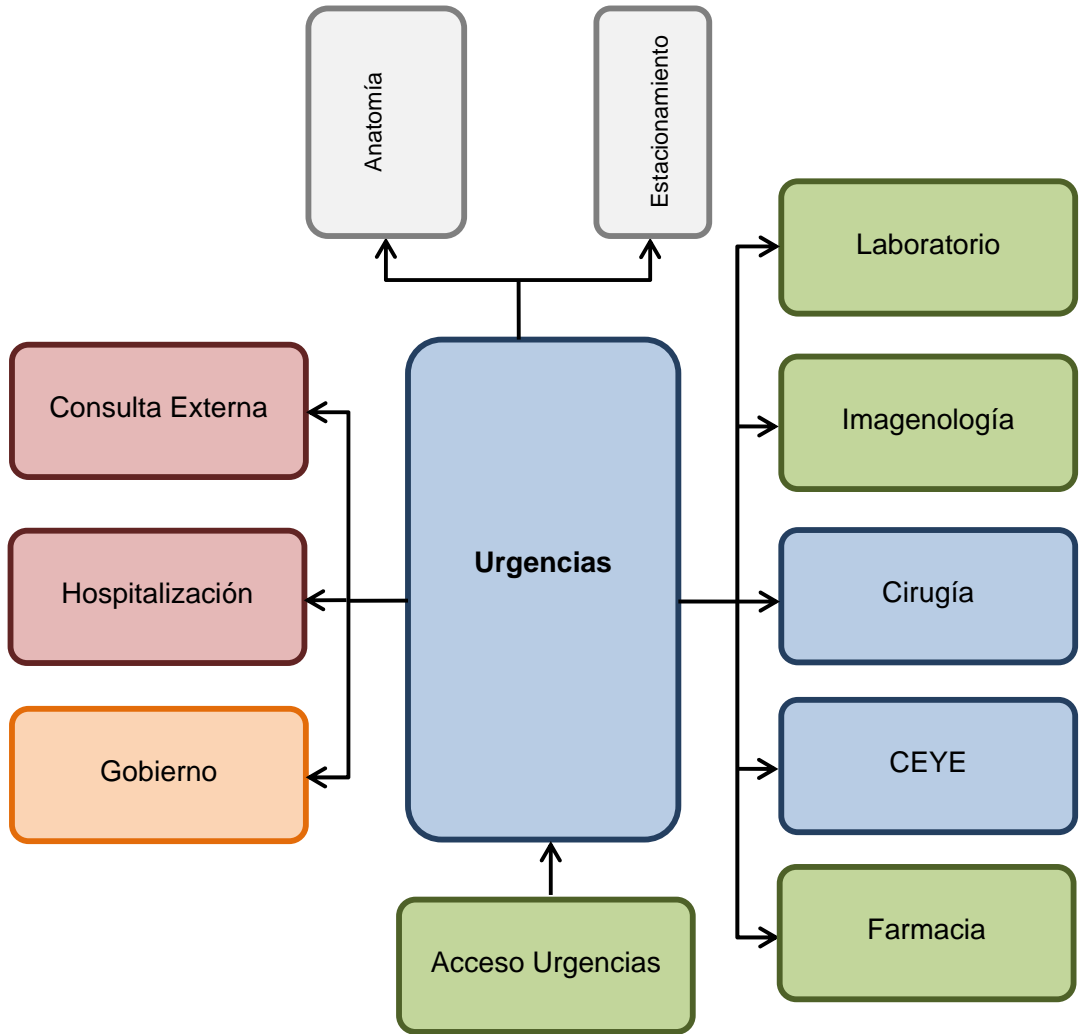 Anatomía
Estacionamiento
Laboratorio
Consulta Externa
Imagenología
Urgencias
Hospitalización
Cirugía
Gobierno
CEYE
Acceso Urgencias
Farmacia